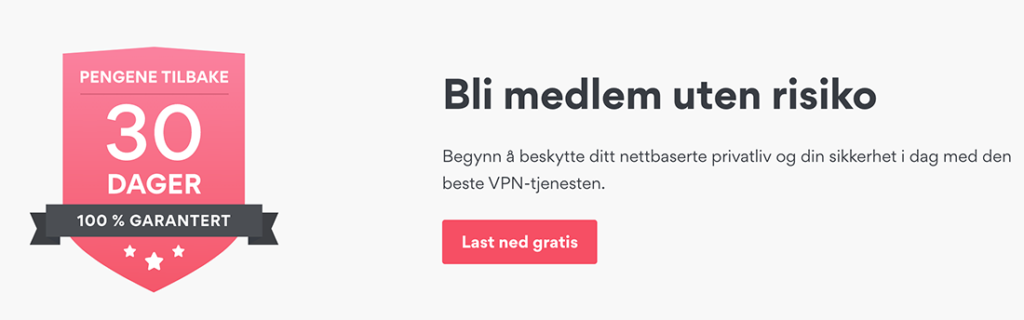 PENGENE TILBAKE
30
DAGER
100 % GARANTERT
Bli medlem uten risiko
Begynn å beskytte ditt nettbaserte privatliv og din sikkerhet i dag med den
beste VPN-tjenesten.
Last ned gratis